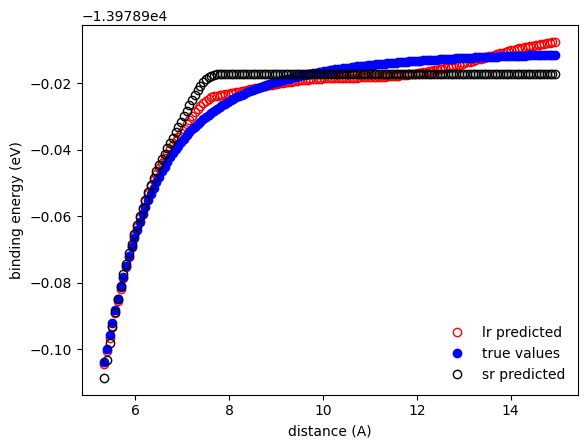 −1.39789e4
−0.02
−0.04
−0.06
−0.08
−0.10
binding energy (eV)
lr predicted
true values
sr predicted
6 8 10 12 14
distance (A)